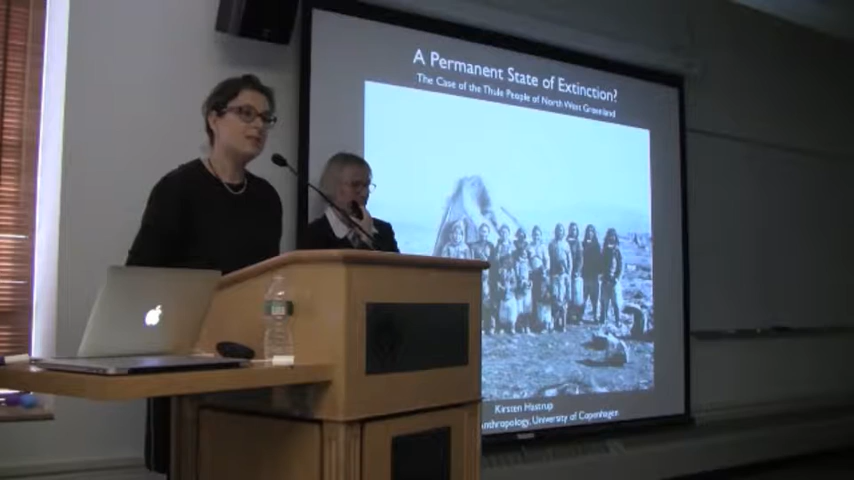 A Permanent State of Extinction?
The Case of the Thule People of North West Greenland
Kirsten Hastrup
Anthropology, University of Copenhagen